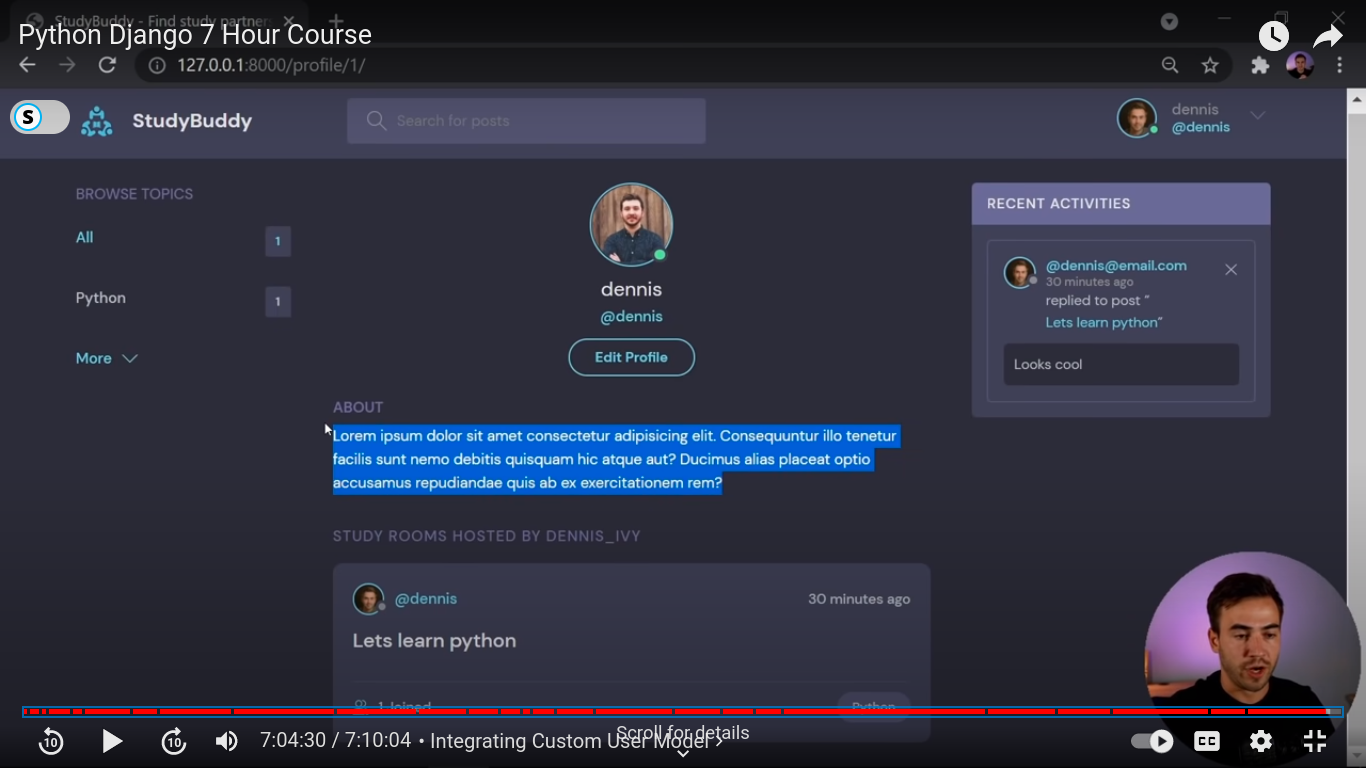 StudyBuddy - Find study partner
Python Django 7 Hour Course
127.0.0.1:8000/profile/1/
S
StudyBuddy
Search for posts
dennis
@dennis
BROWSE TOPICS
All
1
Python
1
More
dennis
@dennis
Edit Profile
ABOUT
Lorem ipsum dolor sit amet consectetur adipisicing elit. Consequuntur illo tenetur
facilis sunt nemo debitis quisquam hic atque aut? Ducimus alias placeat optio
accusamus repudiandae quis ab ex exercitationem rem?
STUDY ROOMS HOSTED BY DENNIS_IVY
@dennis
30 minutes ago
Lets learn python
1 Joined
Python
RECENT ACTIVITIES
@dennis@email.com
30 minutes ago
replied to post “
Lets learn python”
Looks cool
10
10
7:04:30 / 7:10:04 • Integrating Custom User Model >
Scroll for details
CC